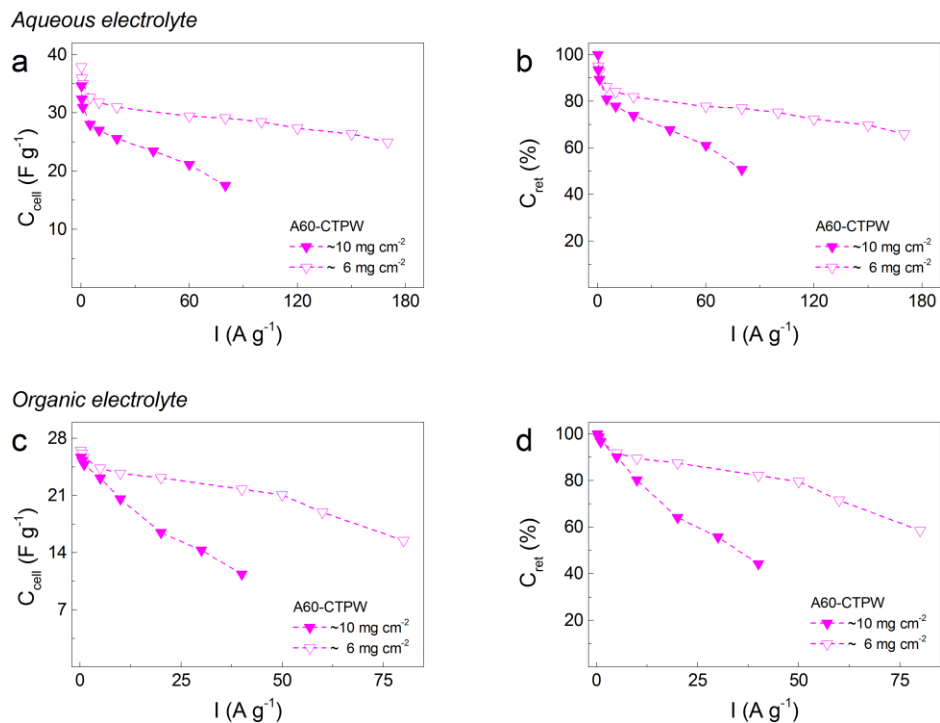 Aqueous electrolyte
a
40
30
20
10
C_cell (F g⁻¹)
A60-CTPW
~10 mg cm⁻²
~ 6 mg cm⁻²
0 60 120 180
I (A g⁻¹)
b
100
80
60
40
20
C_ret (%)
A60-CTPW
~10 mg cm⁻²
~ 6 mg cm⁻²
0 60 120 180
I (A g⁻¹)
Organic electrolyte
c
28
21
14
7
C_cell (F g⁻¹)
A60-CTPW
~10 mg cm⁻²
~ 6 mg cm⁻²
0 25 50 75
I (A g⁻¹)
d
100
80
60
40
20
C_ret (%)
A60-CTPW
~10 mg cm⁻²
~ 6 mg cm⁻²
0 25 50 75
I (A g⁻¹)